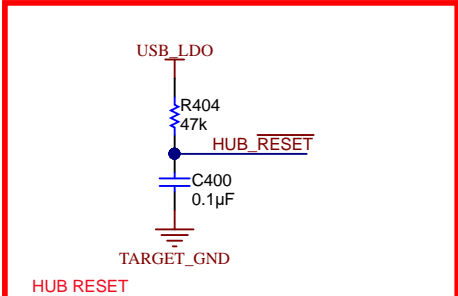 USB_LDO
R404
47k
HUB_RESET
C400
0.1µF
TARGET_GND
HUB RESET